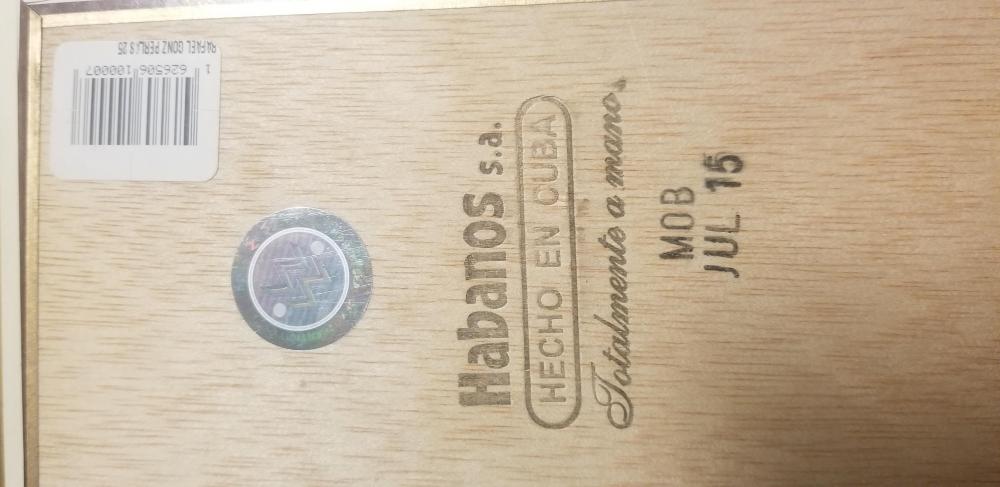 RAFAEL GONZ PERLAS 25
1 626506 100007
Habanos s.a.
HECHO EN CUBA
Totalmente a mano
MOB
JUL 15